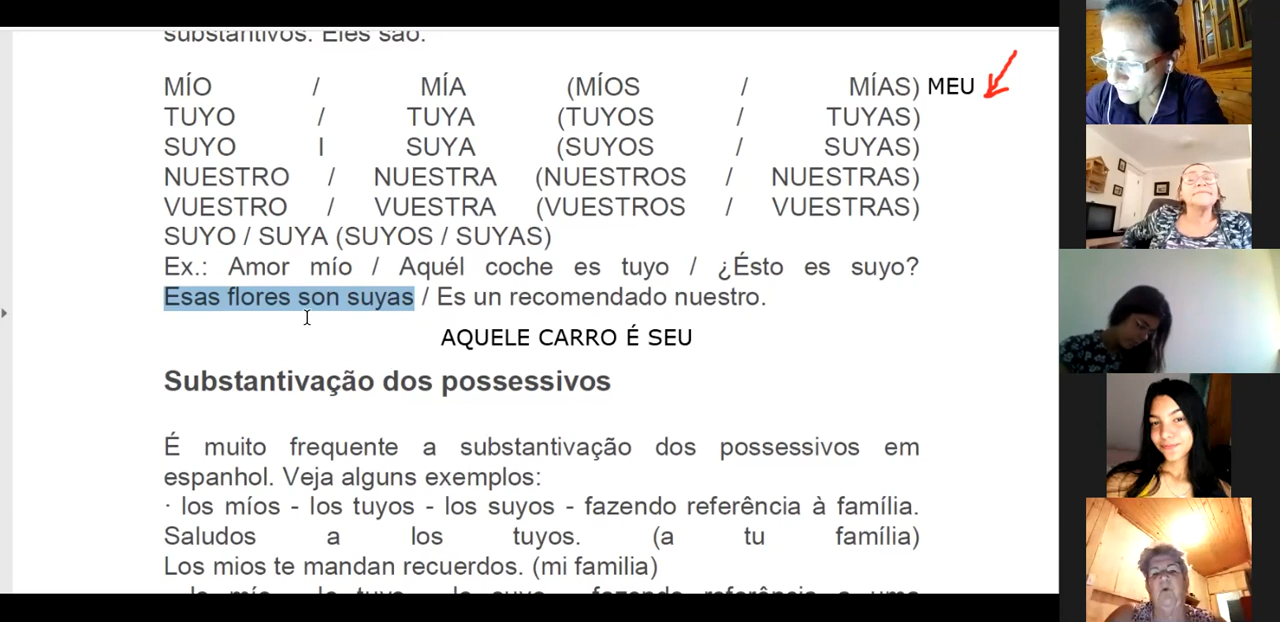 substantivos. Eles são:
MÍO / MÍA (MÍOS / MÍAS) MEU
TUYO / TUYA (TUYOS / TUYAS)
SUYO I SUYA (SUYOS / SUYAS)
NUESTRO / NUESTRA (NUESTROS / NUESTRAS)
VUESTRO / VUESTRA (VUESTROS / VUESTRAS)
SUYO / SUYA (SUYOS / SUYAS)
Ex.: Amor mío / Aquél coche es tuyo / ¿Ésto es suyo?
Esas flores son suyas / Es un recomendado nuestro.
AQUELE CARRO É SEU
Substantivação dos possessivos
É muito frequente a substantivação dos possessivos em
espanhol. Veja alguns exemplos:
· los míos - los tuyos - los suyos - fazendo referência à família.
Saludos a los tuyos. (a tu família)
Los mios te mandan recuerdos. (mi familia)